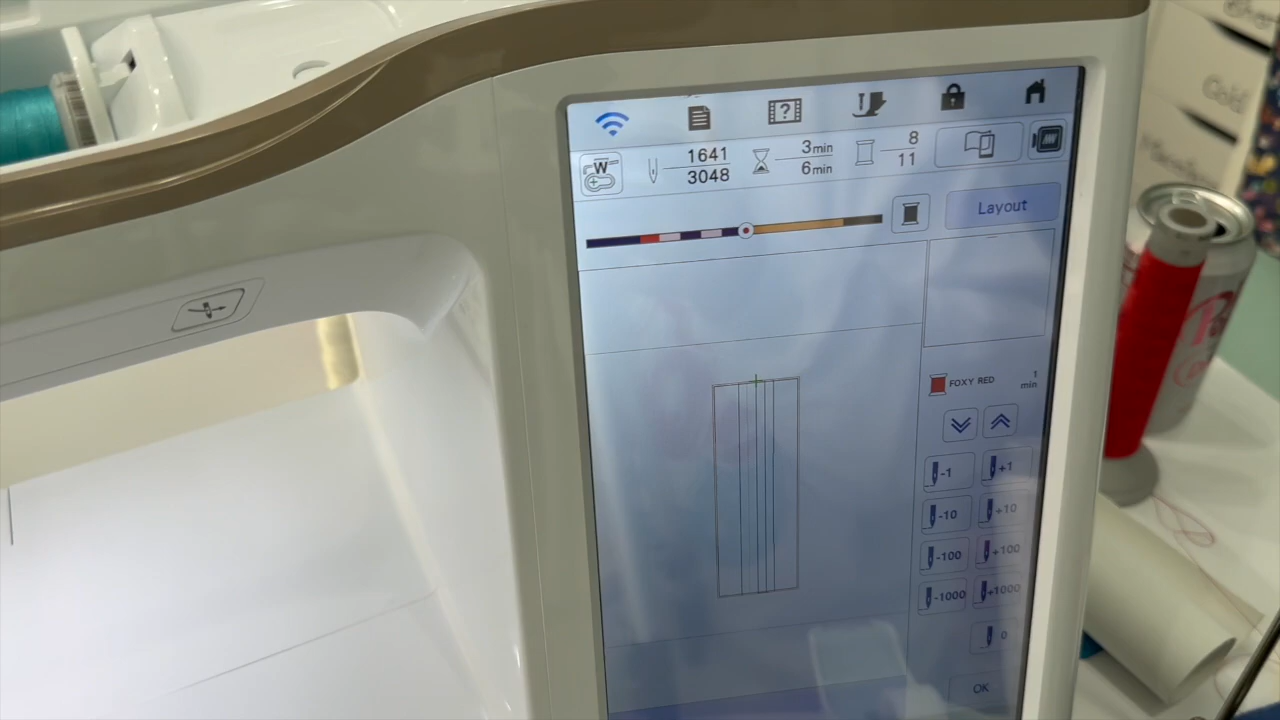 ?
W
1641
3048
3min
6min
8
11
Layout
FOXY RED
1
min
-1
+1
-10
+10
-100
+100
-1000
+1000
0
OK
Gold